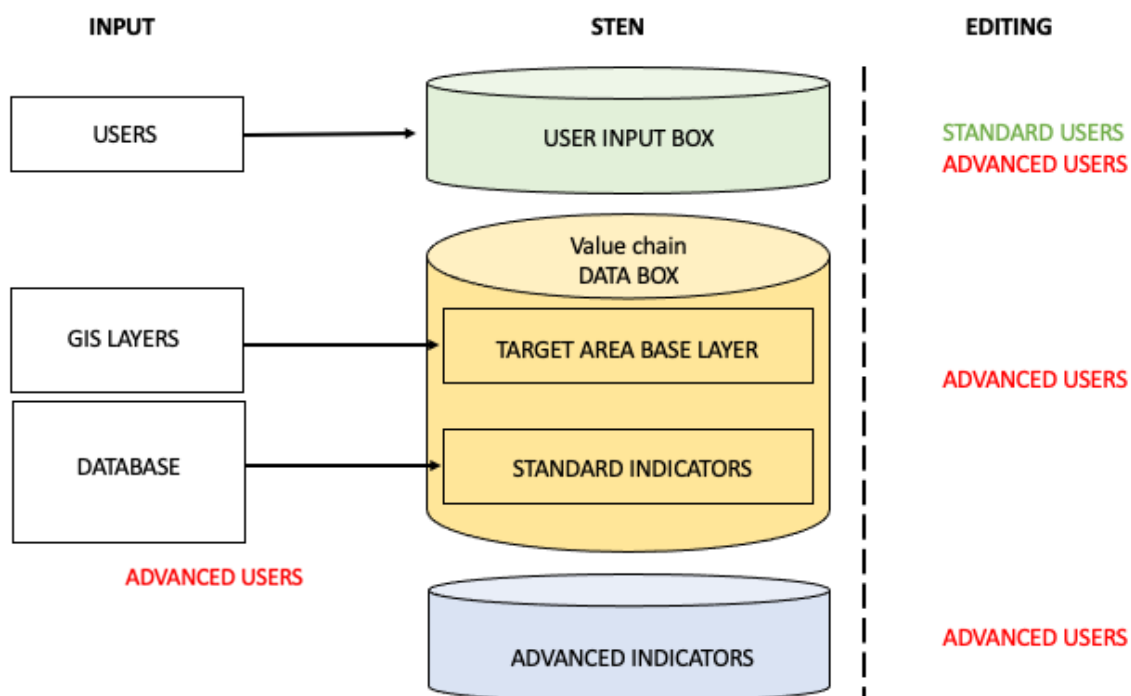 INPUT
STEN
EDITING
USERS
USER INPUT BOX
STANDARD USERS
ADVANCED USERS
Value chain
DATA BOX
GIS LAYERS
TARGET AREA BASE LAYER
ADVANCED USERS
DATABASE
STANDARD INDICATORS
ADVANCED USERS
ADVANCED INDICATORS
ADVANCED USERS